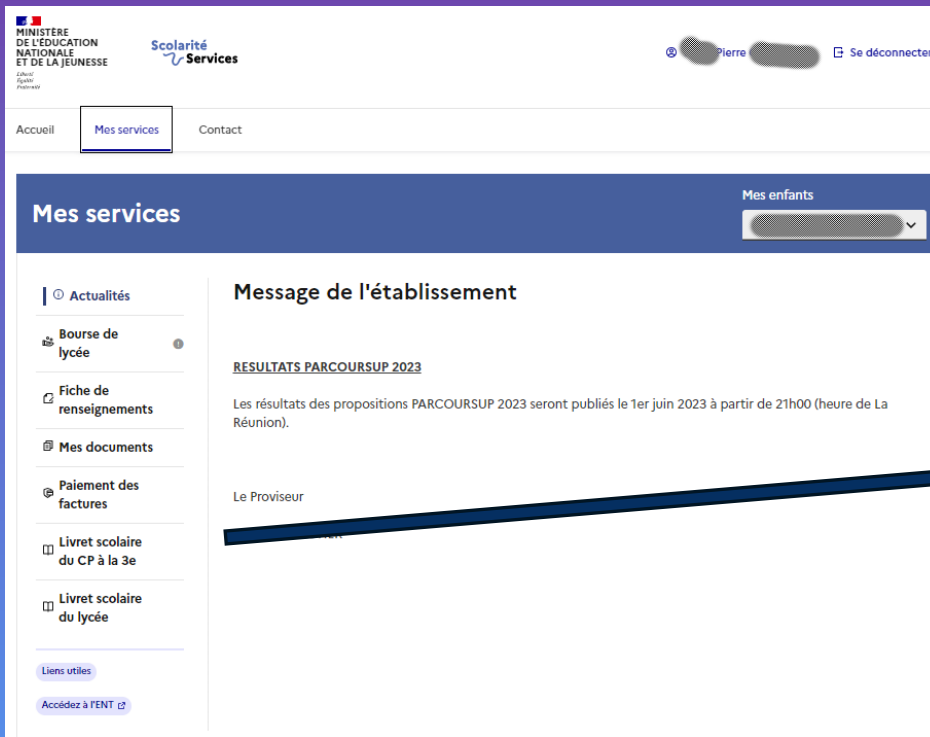 MINISTÈRE
DE L'ÉDUCATION
NATIONALE
ET DE LA JEUNESSE
Liberté
Égalité
Fraternité
Scolarité
Services
Pierre
Se déconnecter
Accueil
Mes services
Contact
Mes services
Mes enfants
Actualités
Bourse de
lycée
Fiche de
renseignements
Mes documents
Paiement des
factures
Livret scolaire
du CP à la 3e
Livret scolaire
du lycée
Liens utiles
Accédez à l'ENT
Message de l'établissement
RESULTATS PARCOURSUP 2023
Les résultats des propositions PARCOURSUP 2023 seront publiés le 1er juin 2023 à partir de 21h00 (heure de La
Réunion).
Le Proviseur